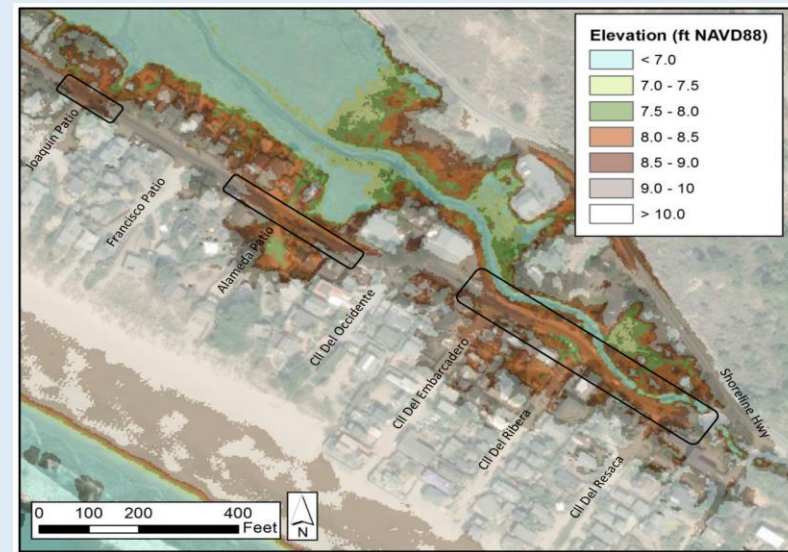 Elevation (ft NAVD88)
< 7.0
7.0 - 7.5
7.5 - 8.0
8.0 - 8.5
8.5 - 9.0
9.0 - 10
> 10.0
Joaquin Patio
Francisco Patio
Alameda Patio
Cll Del Occidente
Cll Del Embarcadero
Cll Del Ribera
Cll Del Resaca
Shoreline Hwy
0 100 200 400
Feet
N